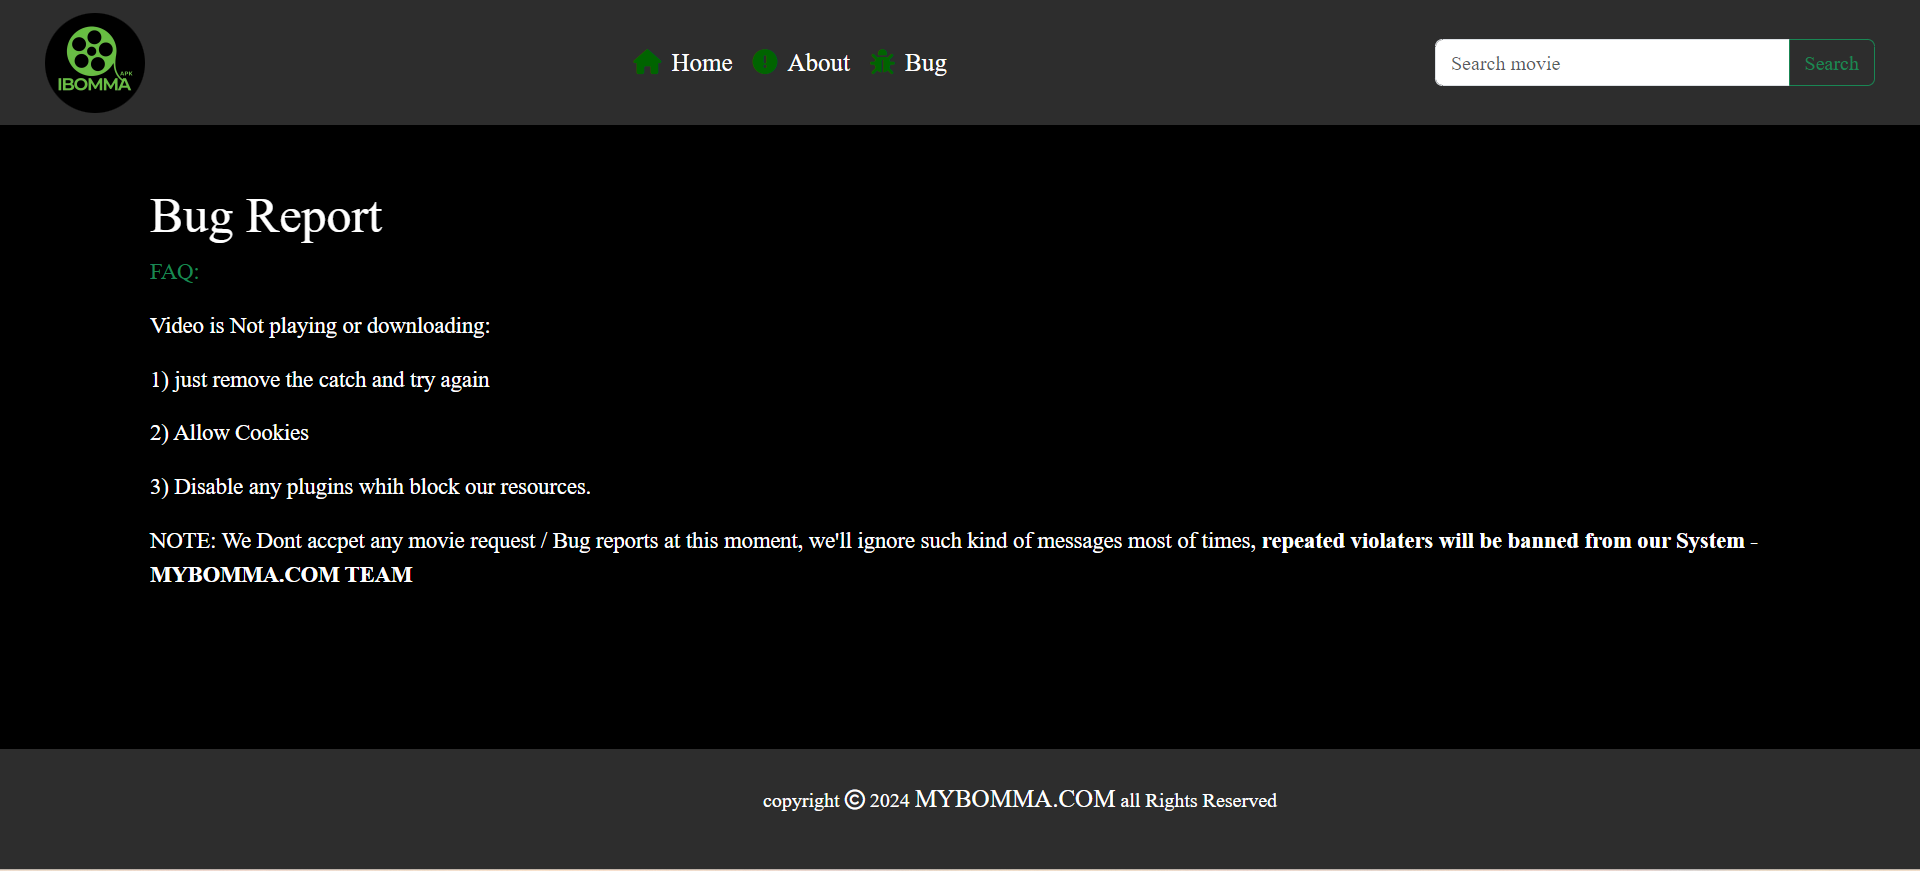 APK
IBOMMA
Home About Bug
Search movie Search
Bug Report
FAQ:
Video is Not playing or downloading:
1) just remove the catch and try again
2) Allow Cookies
3) Disable any plugins whih block our resources.
NOTE: We Dont accpet any movie request / Bug reports at this moment, we'll ignore such kind of messages most of times, repeated violaters will be banned from our System -
MYBOMMA.COM TEAM
copyright © 2024 MYBOMMA.COM all Rights Reserved